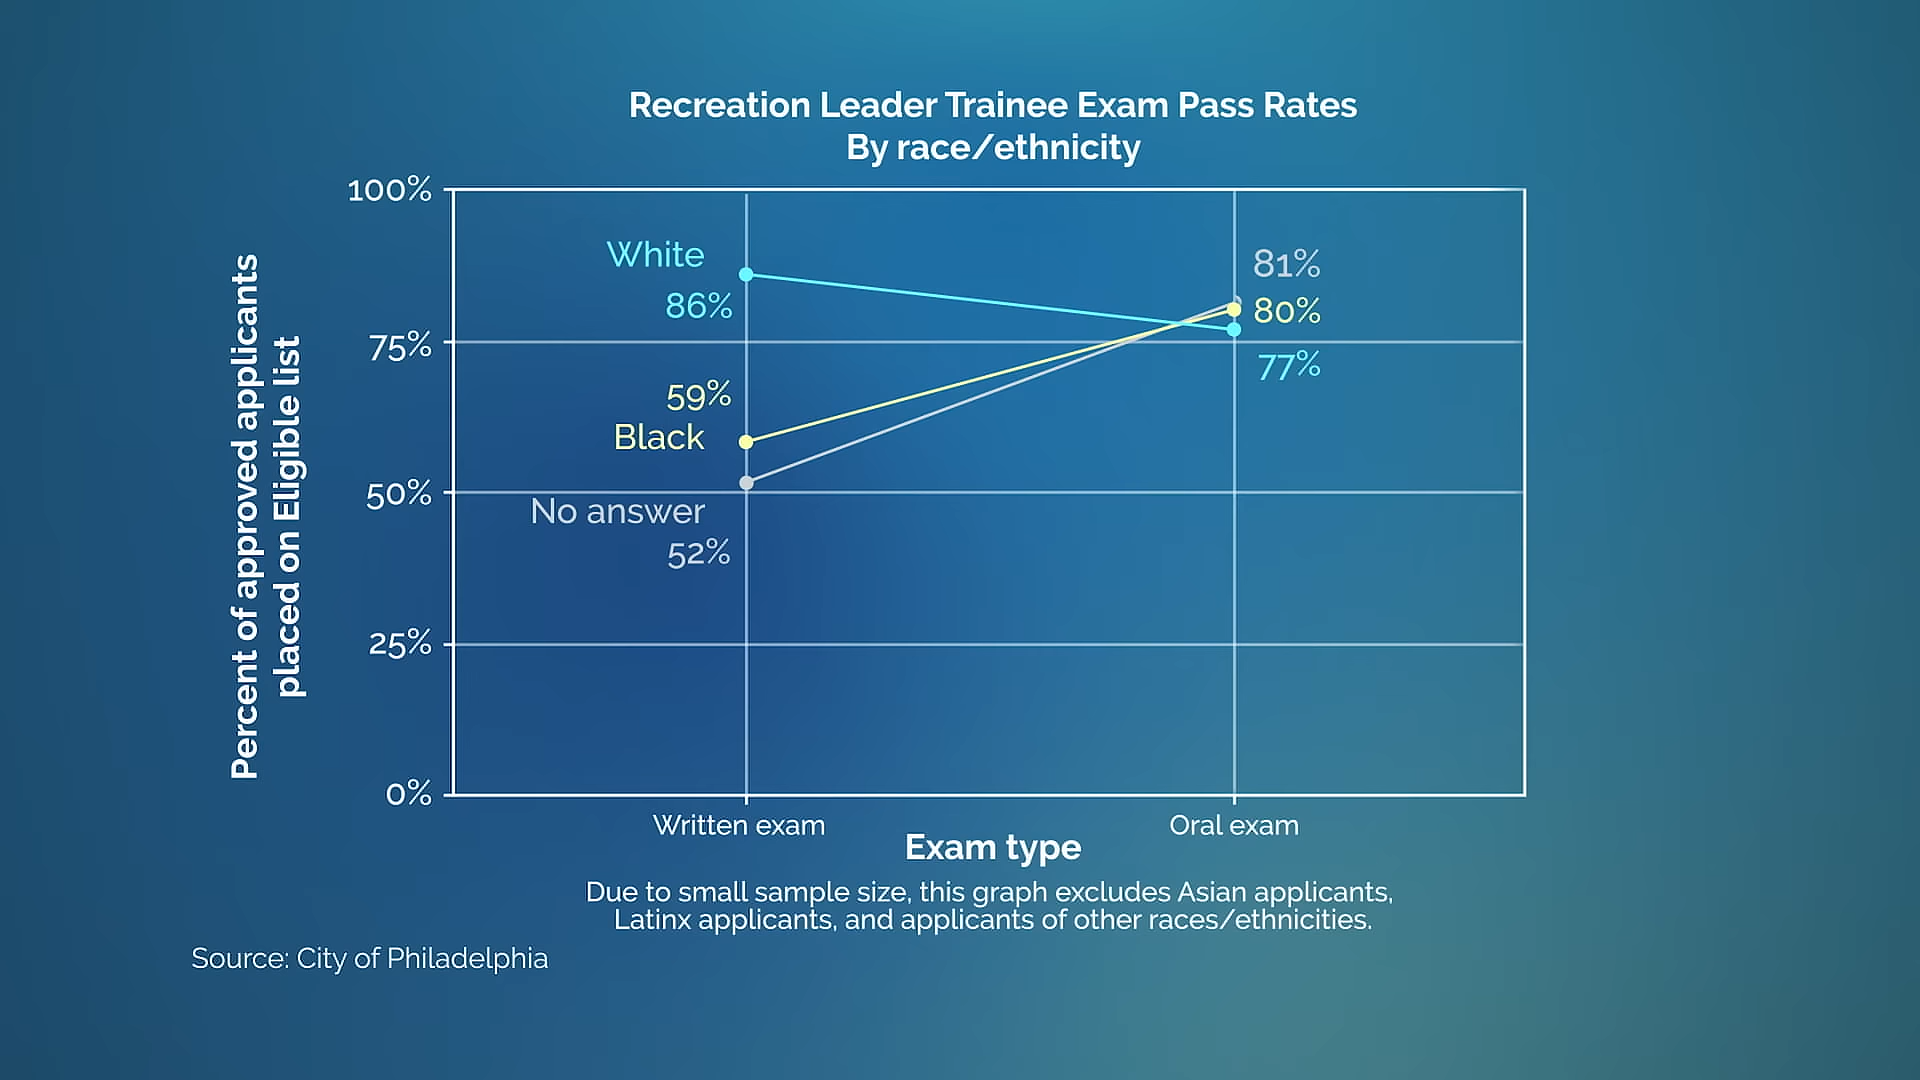 Recreation Leader Trainee Exam Pass Rates
By race/ethnicity
Percent of approved applicants
placed on Eligible list
100%
75%
50%
25%
0%
White
86%
59%
Black
No answer
52%
81%
80%
77%
Written exam
Oral exam
Exam type
Due to small sample size, this graph excludes Asian applicants,
Latinx applicants, and applicants of other races/ethnicities.
Source: City of Philadelphia